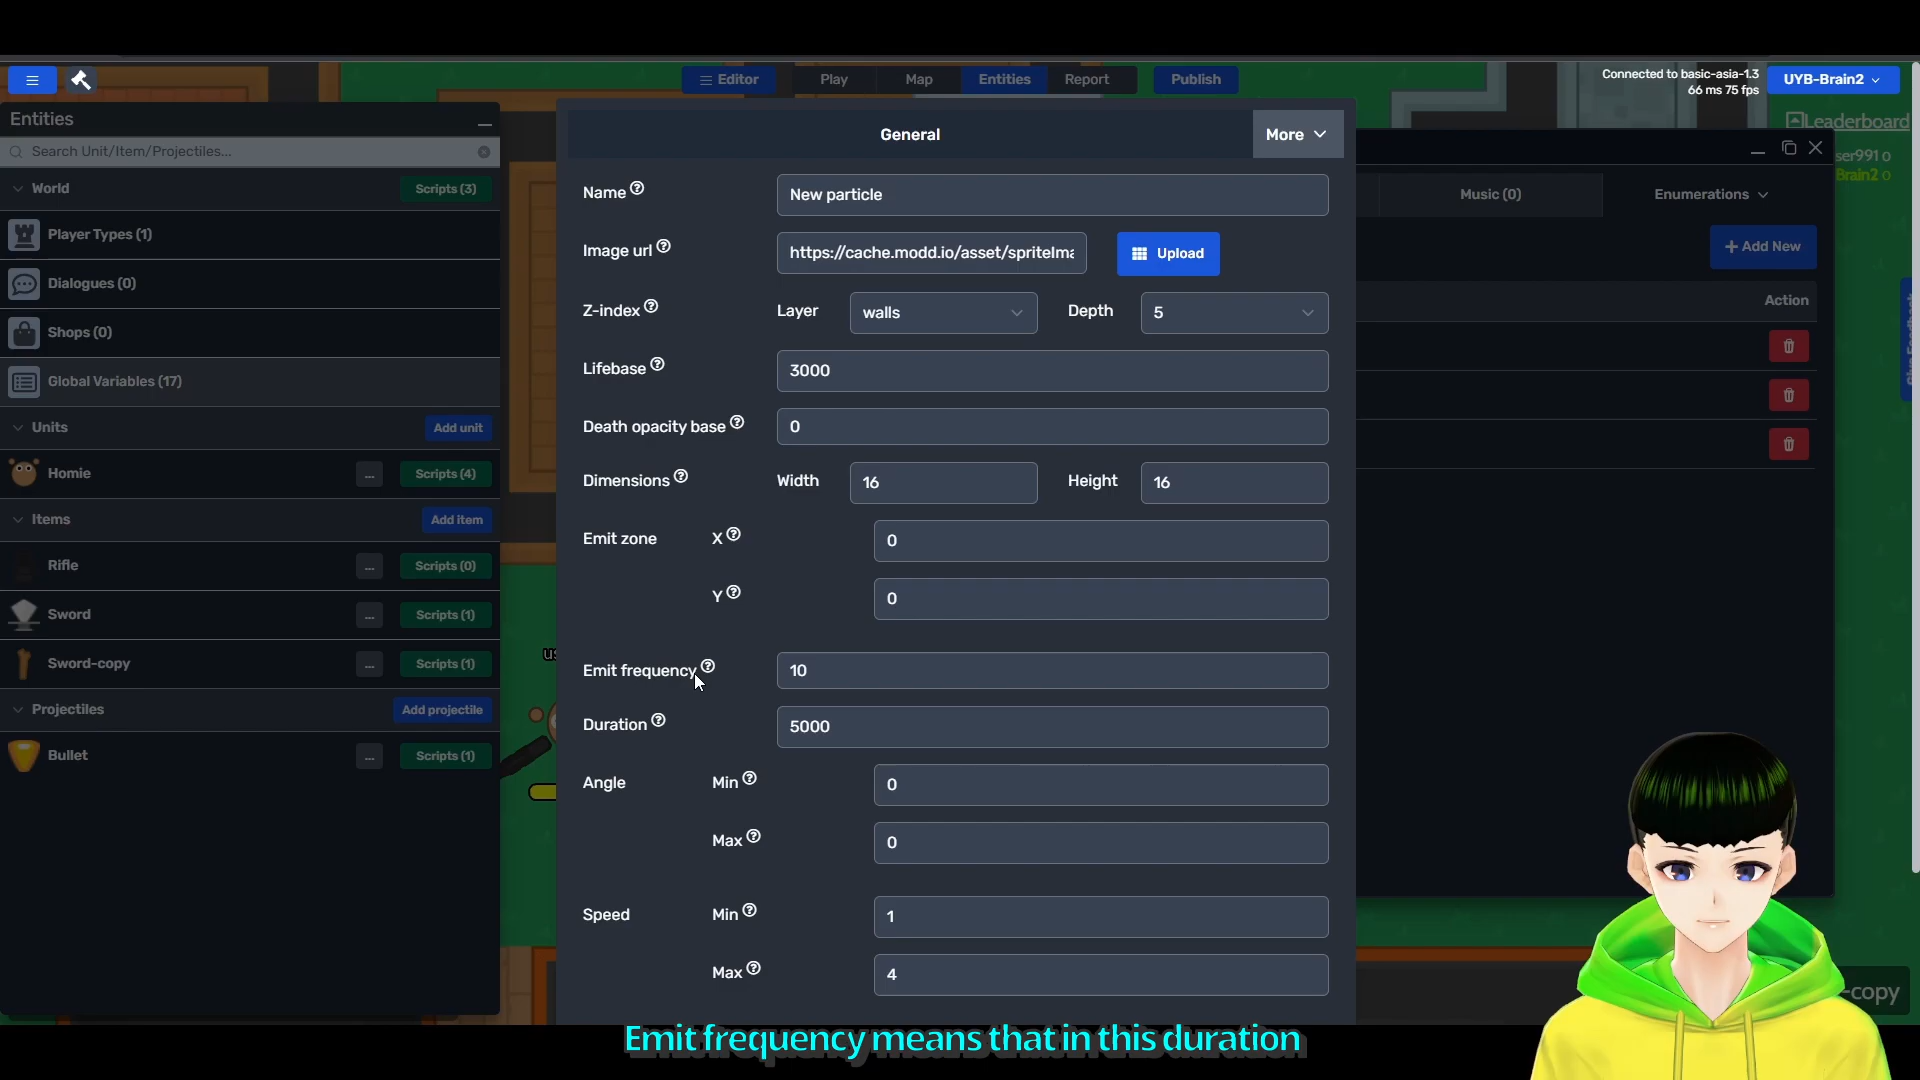 Editor
Play
Map
Entities
Report
Publish
Connected to basic-asia-1.3
66 ms 75 fps
UYB-Brain2
Leaderboard
ser991 0
Brain2 0
Entities
Search Unit/Item/Projectiles...
World
Scripts (3)
Player Types (1)
Dialogues (0)
Shops (0)
Global Variables (17)
Units
Add unit
Homie
...
Scripts (4)
Items
Add item
Rifle
...
Scripts (0)
Sword
...
Scripts (1)
Sword-copy
...
Scripts (1)
Projectiles
Add projectile
Bullet
...
Scripts (1)
us
General
More
Name
New particle
Image url
https://cache.modd.io/asset/spriteIma
Upload
Z-index
Layer
walls
Depth
5
Lifebase
3000
Death opacity base
0
Dimensions
Width
16
Height
16
Emit zone
X
0
Y
0
Emit frequency
10
Duration
5000
Angle
Min
0
Max
0
Speed
Min
1
Max
4
Music (0)
Enumerations
Add New
Action
-copy
Emit frequency means that in this duration